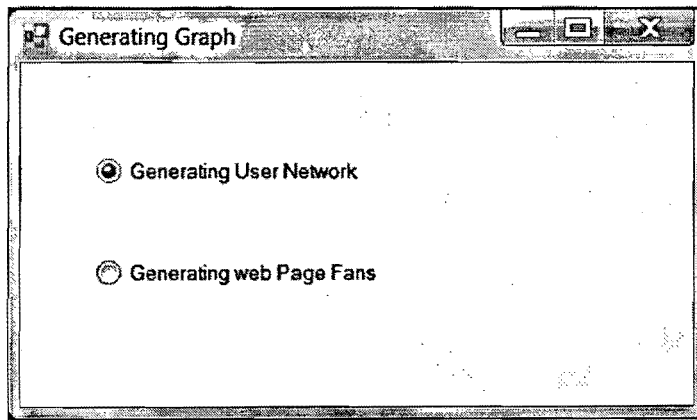 Generating Graph
Generating User Network
Generating web Page Fans